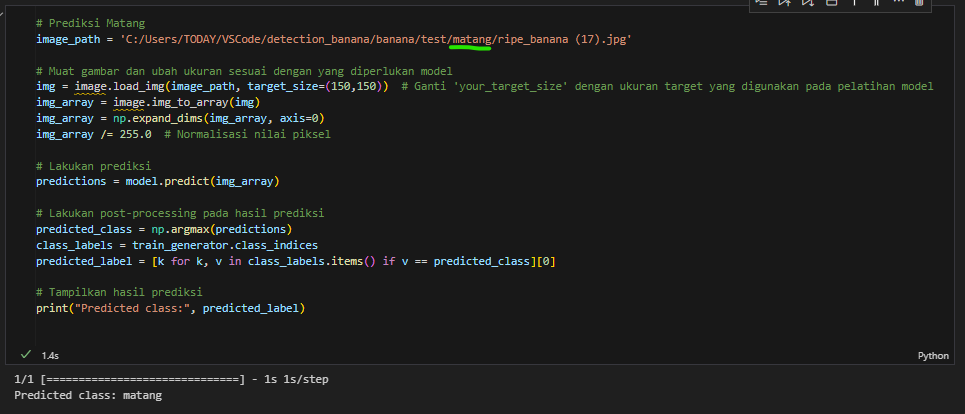 # Prediksi Matang
image_path = 'C:/Users/TODAY/VSCode/detection_banana/banana/test/matang/ripe_banana (17).jpg'
# Muat gambar dan ubah ukuran sesuai dengan yang diperlukan model
img = image.load_img(image_path, target_size=(150,150))  # Ganti 'your_target_size' dengan ukuran target yang digunakan pada pelatihan model
img_array = image.img_to_array(img)
img_array = np.expand_dims(img_array, axis=0)
img_array /= 255.0  # Normalisasi nilai piksel
# Lakukan prediksi
predictions = model.predict(img_array)
# Lakukan post-processing pada hasil prediksi
predicted_class = np.argmax(predictions)
class_labels = train_generator.class_indices
predicted_label = [k for k, v in class_labels.items() if v == predicted_class][0]
# Tampilkan hasil prediksi
print("Predicted class:", predicted_label)
1.4s
Python
1/1 [==============================] - 1s 1s/step
Predicted class: matang